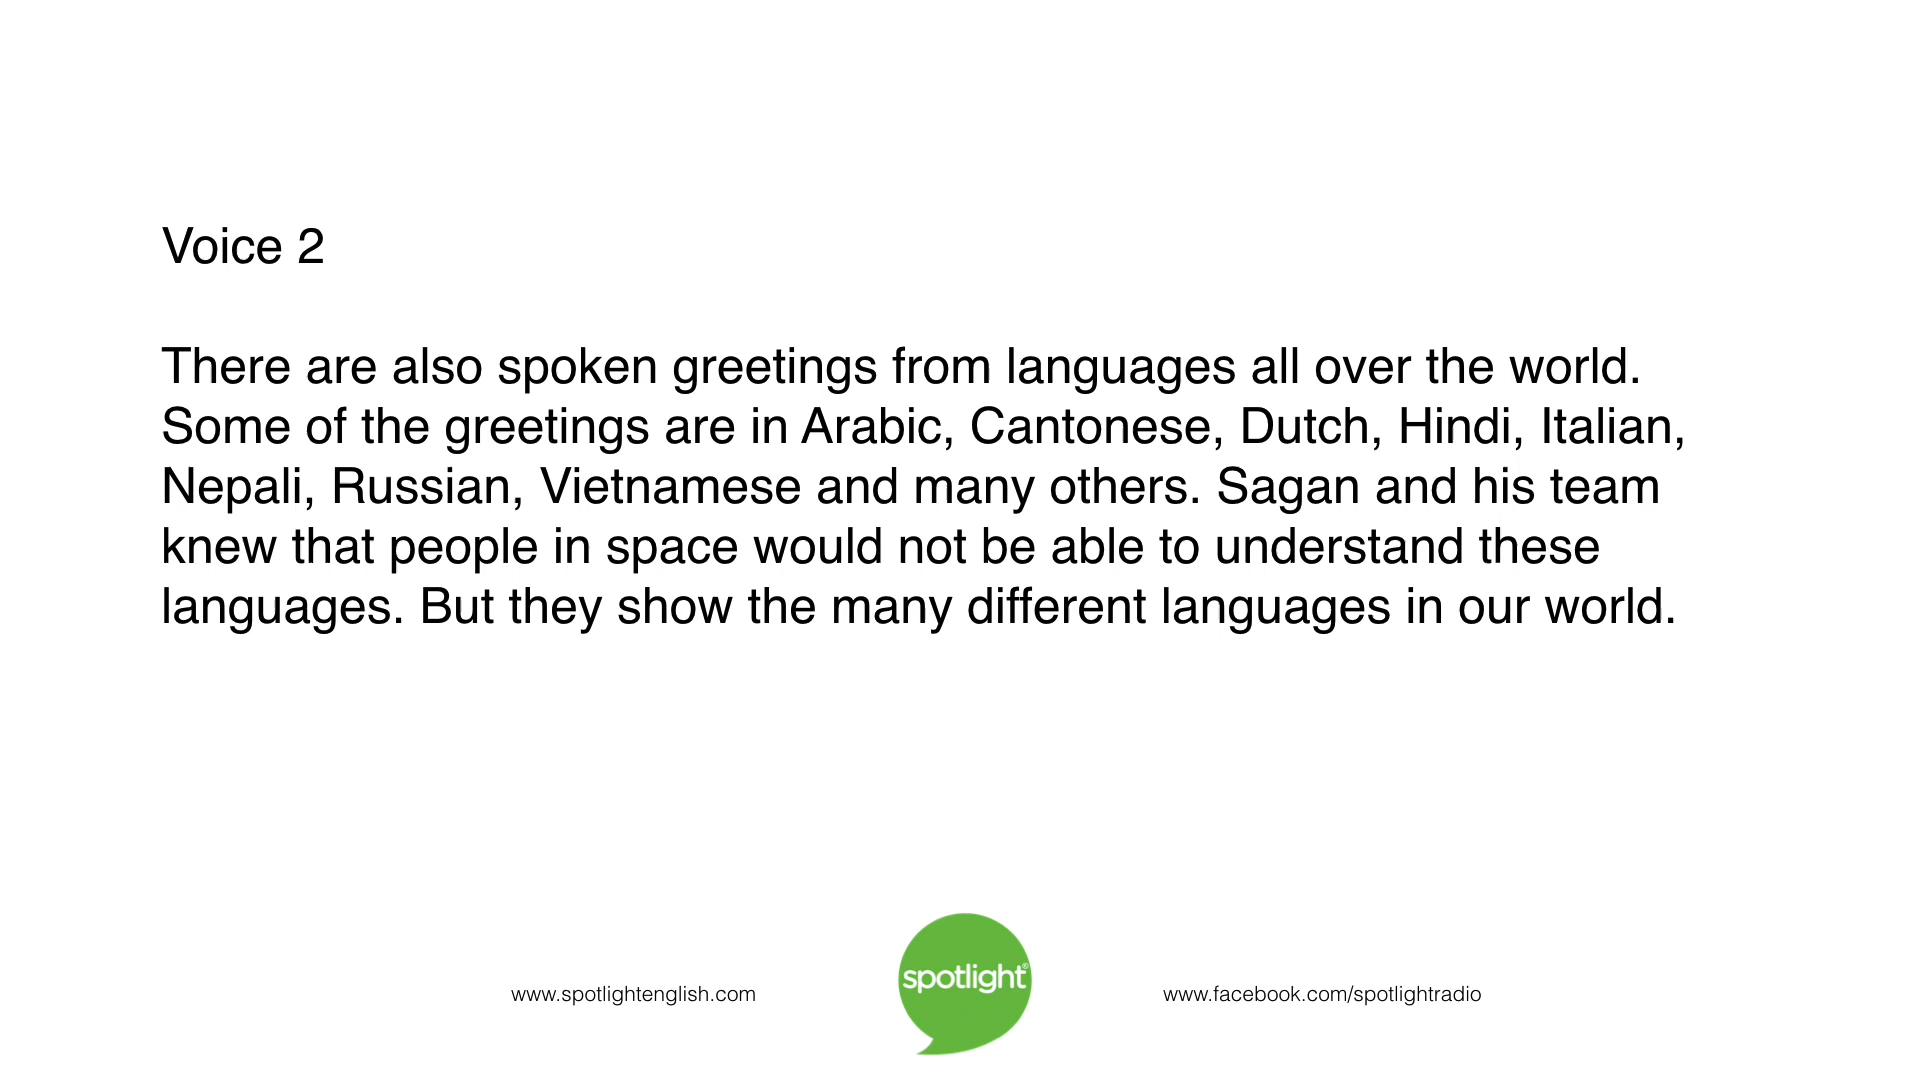 Voice 2
There are also spoken greetings from languages all over the world.
Some of the greetings are in Arabic, Cantonese, Dutch, Hindi, Italian,
Nepali, Russian, Vietnamese and many others. Sagan and his team
knew that people in space would not be able to understand these
languages. But they show the many different languages in our world.
www.spotlightenglish.com
spotlight®
www.facebook.com/spotlightradio